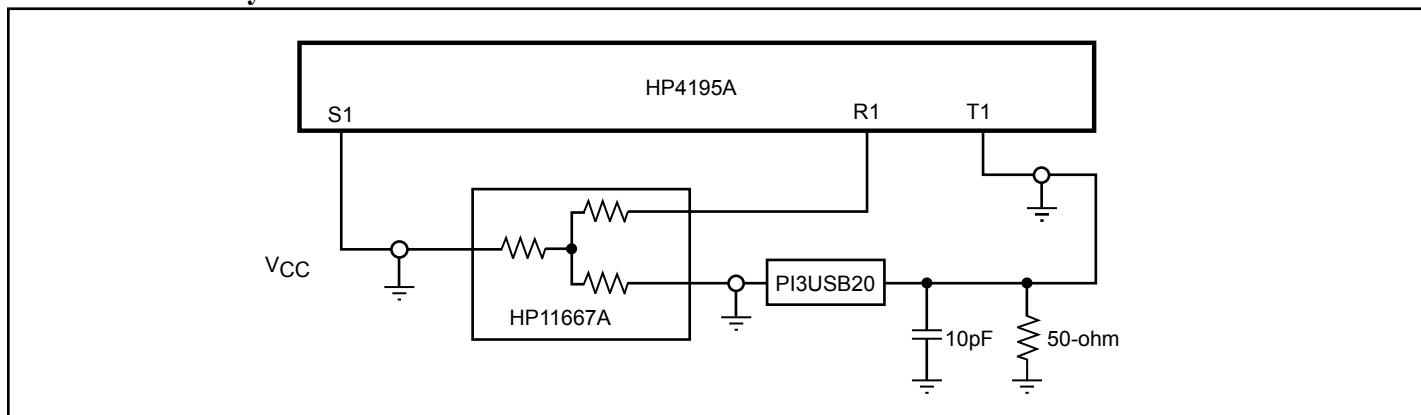 HP4195A
S1
R1
T1
VCC
HP11667A
PI3USB20
10pF
50-ohm